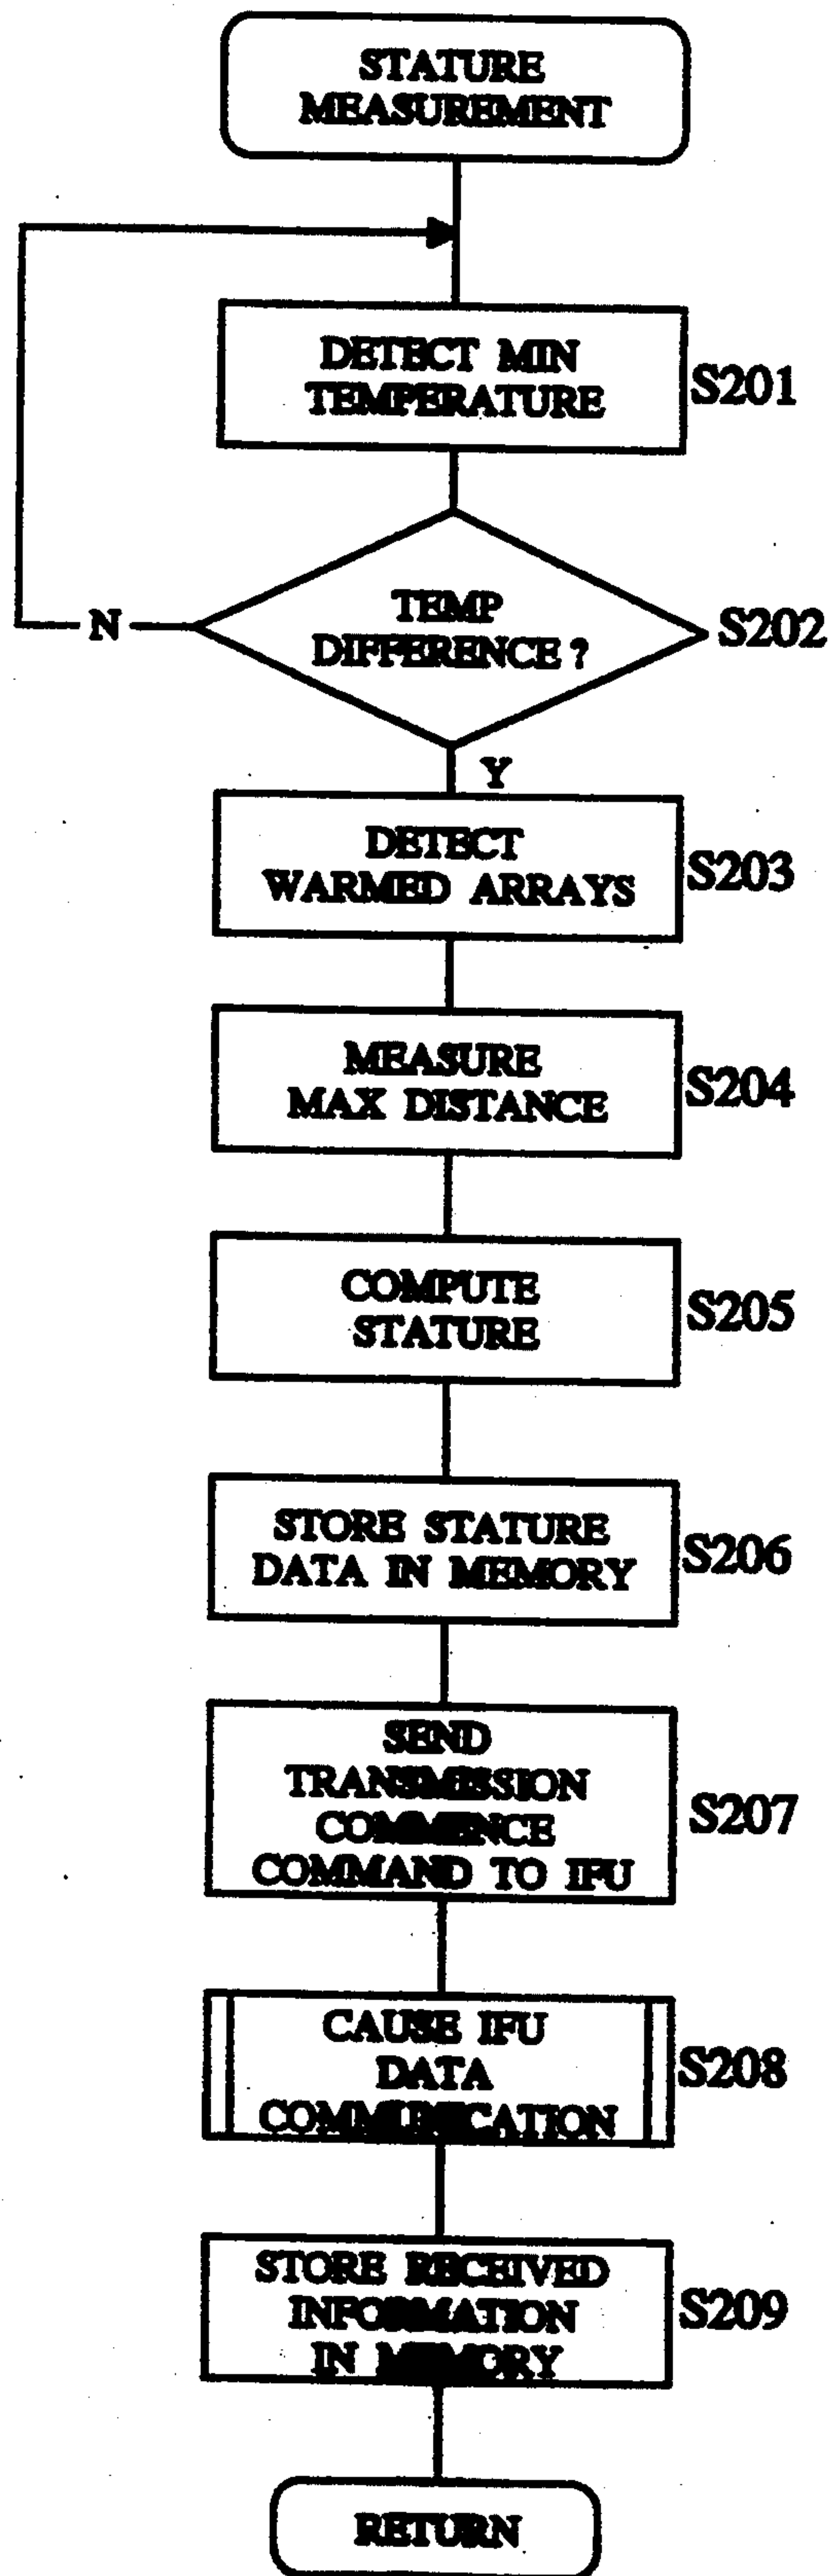 STATURE
MEASUREMENT
DETECT MIN
TEMPERATURE
S201
TEMP
DIFFERENCE ?
S202
N
Y
DETECT
WARMED ARRAYS
S203
MEASURE
MAX DISTANCE
S204
COMPUTE
STATURE
S205
STORE STATURE
DATA IN MEMORY
S206
SEND
TRANSMISSION
COMMENCE
COMMAND TO IFU
S207
CAUSE IFU
DATA
COMMUNICATION
S208
STORE RECEIVED
INFORMATION
IN MEMORY
S209
RETURN